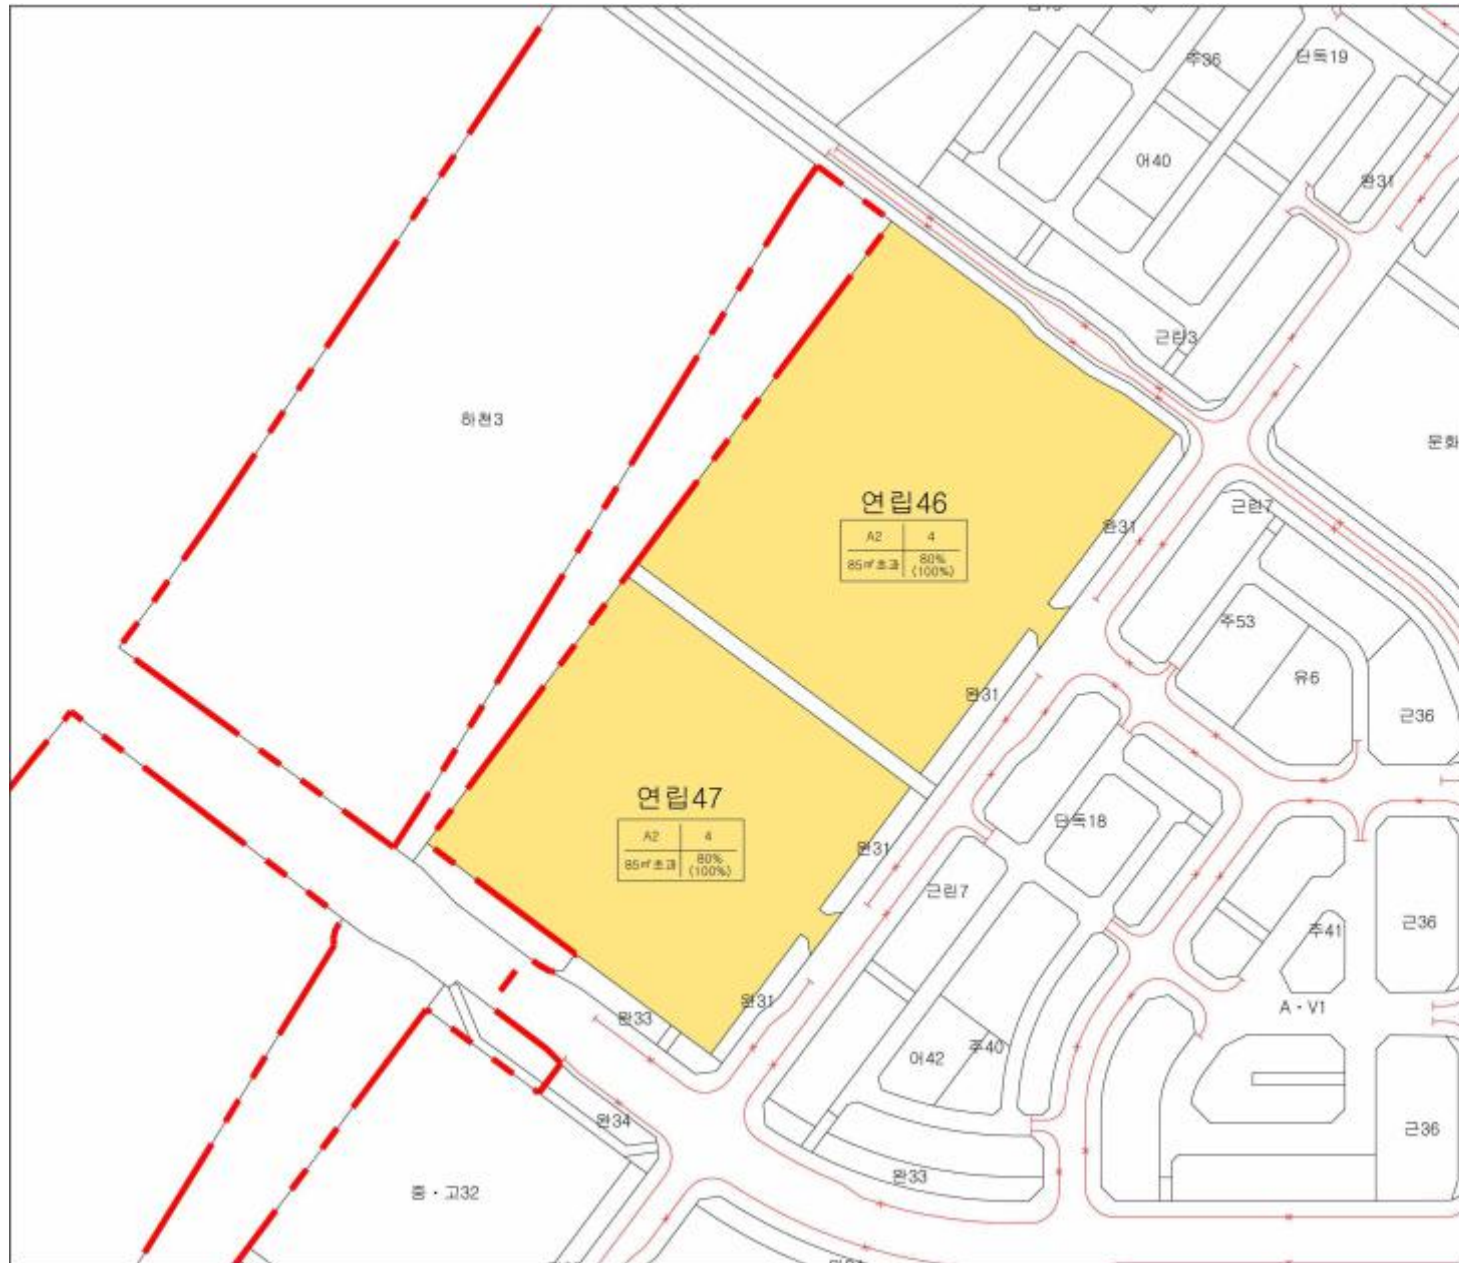 주36
단독19
어40
완31
근린3
하천3
문화
연립46
A2
4
85㎡초과
80%
(100%)
완31
근린7
주53
유6
완31
근36
연립47
A2
4
85㎡초과
80%
(100%)
단독18
완31
근린7
주41
근36
완31
완33
A·V1
어42
주40
완34
근36
완33
중·고32